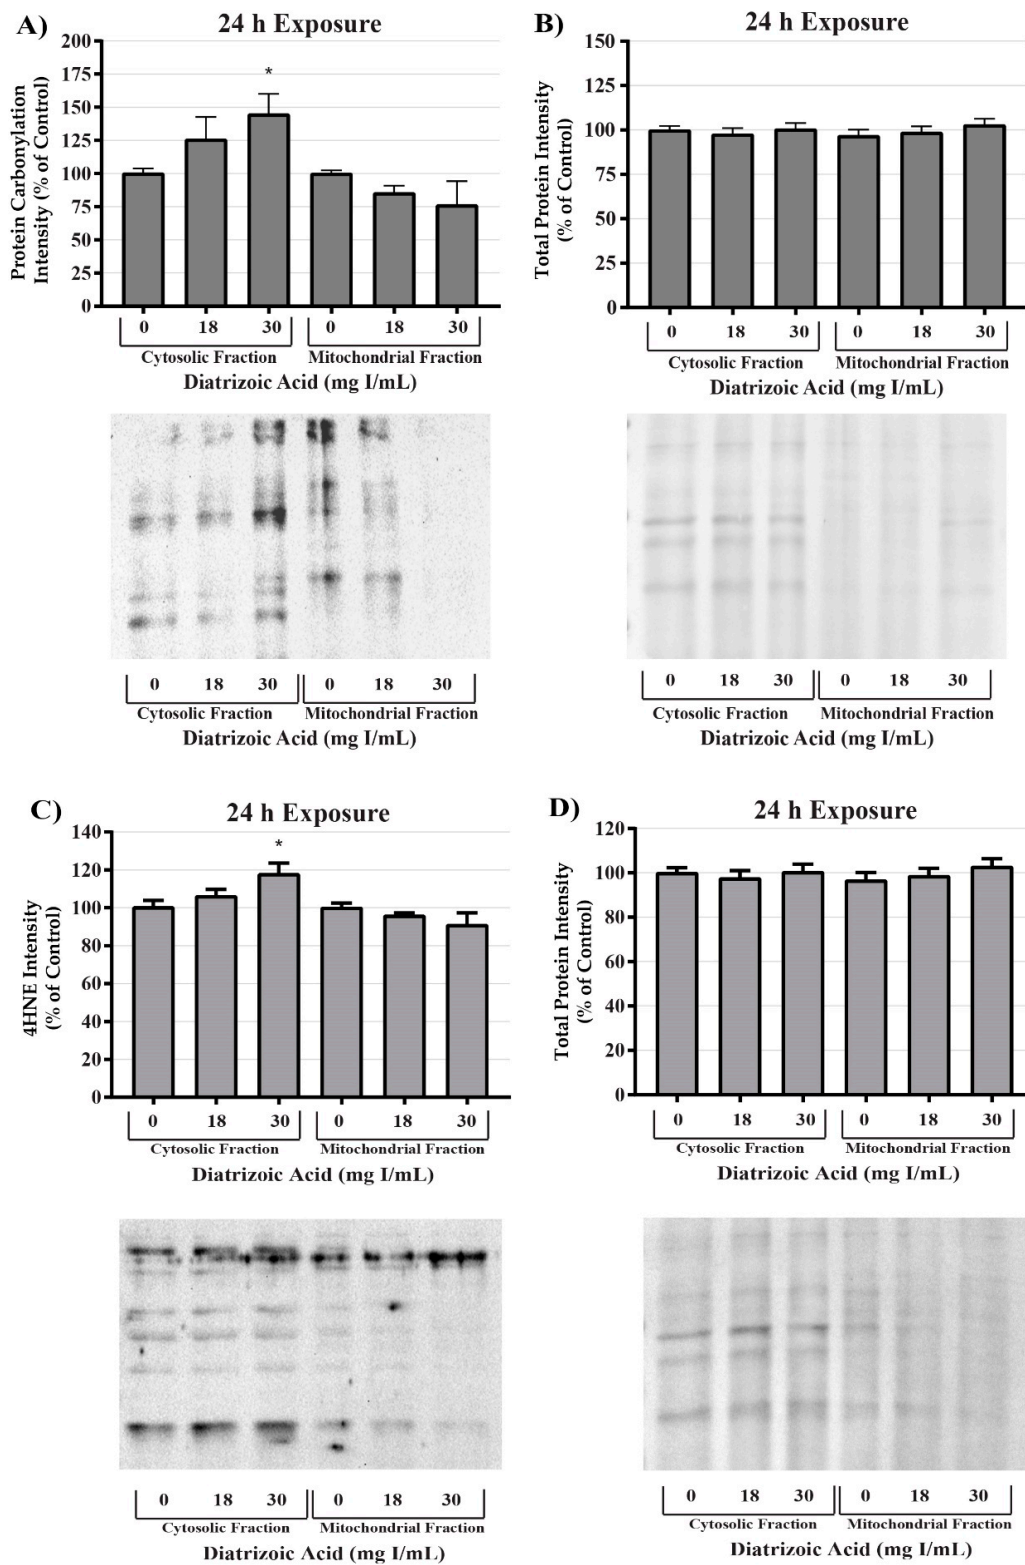 A)
24 h Exposure
Protein Carbonylation
Intensity (% of Control)
200
175
150
125
100
75
50
25
0
*
0 18 30 0 18 30
Cytosolic Fraction Mitochondrial Fraction
Diatrizoic Acid (mg I/mL)
0 18 30 0 18 30
Cytosolic Fraction Mitochondrial Fraction
Diatrizoic Acid (mg I/mL)
B)
24 h Exposure
Total Protein Intensity
(% of Control)
150
125
100
75
50
25
0
0 18 30 0 18 30
Cytosolic Fraction Mitochondrial Fraction
Diatrizoic Acid (mg I/mL)
0 18 30 0 18 30
Cytosolic Fraction Mitochondrial Fraction
Diatrizoic Acid (mg I/mL)
C)
24 h Exposure
4HNE Intensity
(% of Control)
140
120
100
80
60
40
20
0
*
0 18 30 0 18 30
Cytosolic Fraction Mitochondrial Fraction
Diatrizoic Acid (mg I/mL)
0 18 30 0 18 30
Cytosolic Fraction Mitochondrial Fraction
Diatrizoic Acid (mg I/mL)
D)
24 h Exposure
Total Protein Intensity
(% of Control)
120
100
80
60
40
20
0
0 18 30 0 18 30
Cytosolic Fraction Mitochondrial Fraction
Diatrizoic Acid (mg I/mL)
0 18 30 0 18 30
Cytosolic Fraction Mitochondrial Fraction
Diatrizoic Acid (mg I/mL)